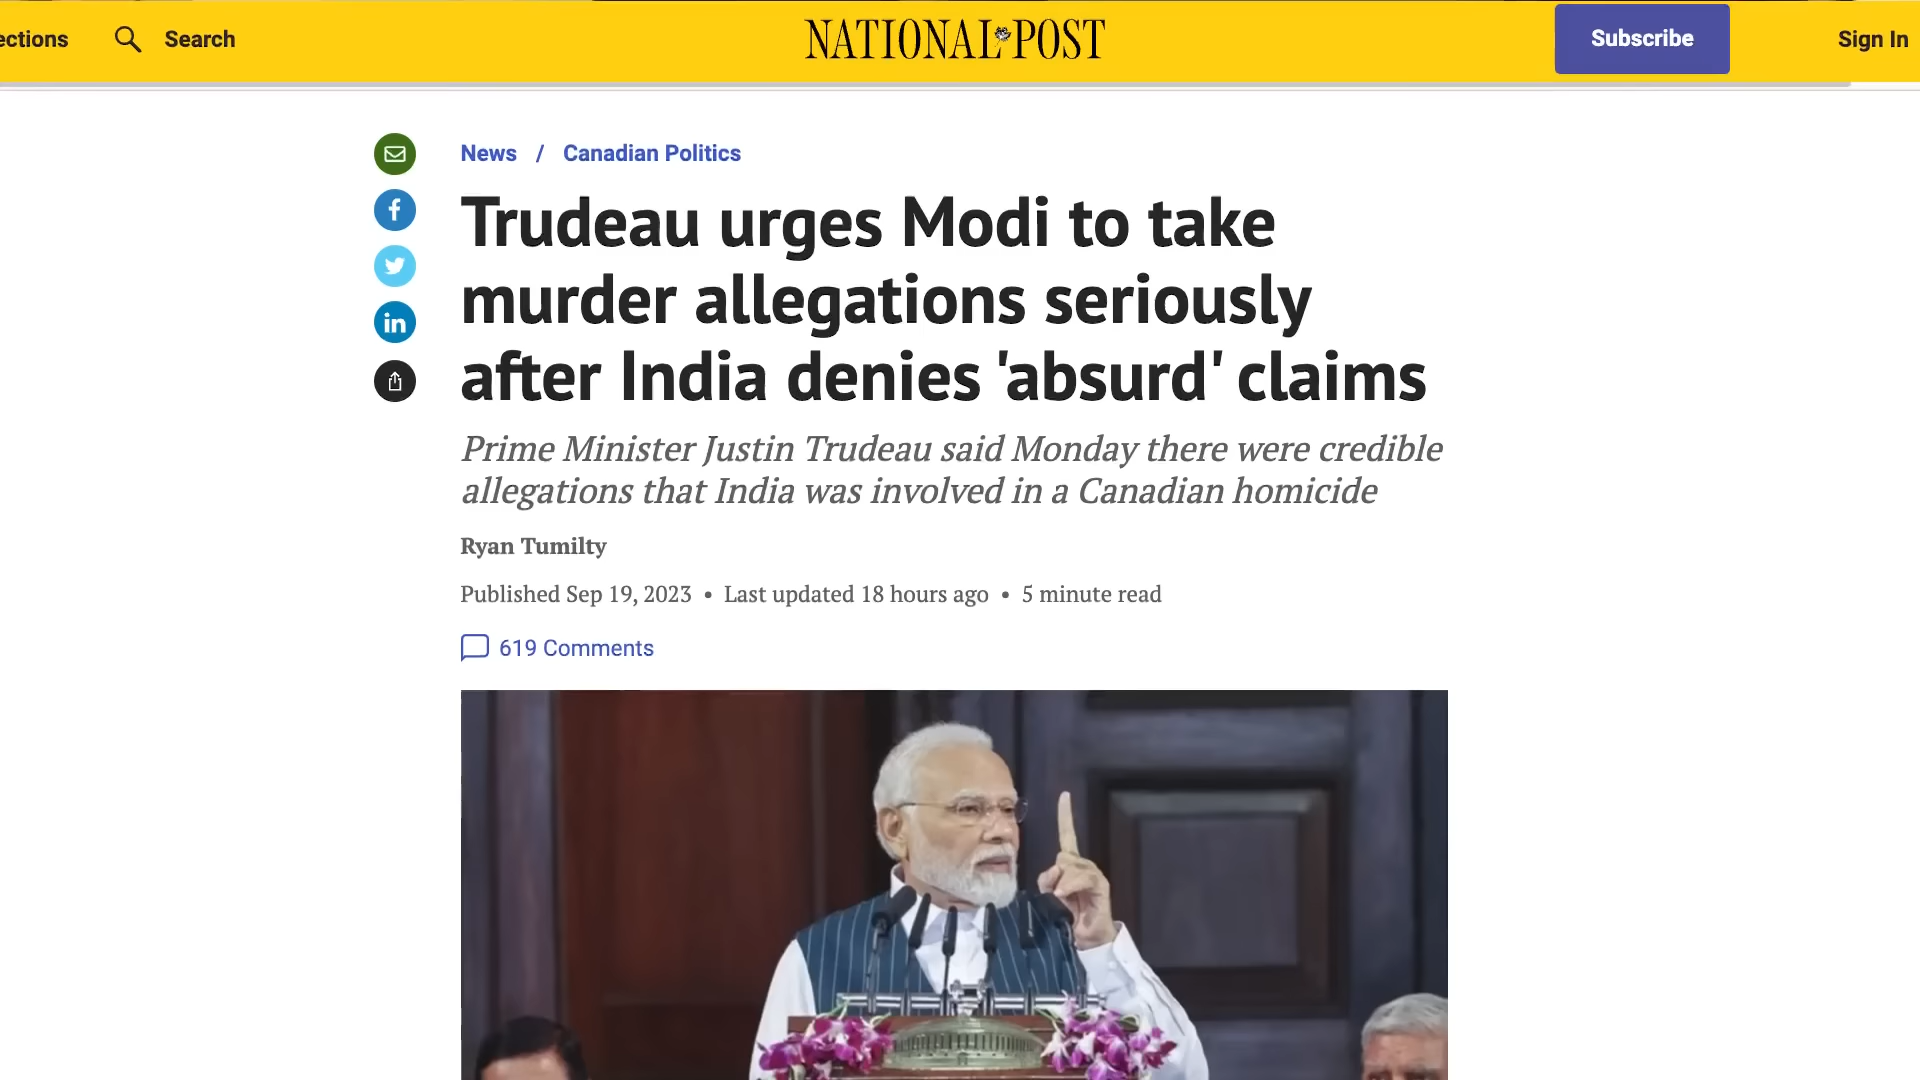 ections
Search
NATIONAL POST
Subscribe
Sign In
News / Canadian Politics
Trudeau urges Modi to take
murder allegations seriously
after India denies 'absurd' claims
Prime Minister Justin Trudeau said Monday there were credible
allegations that India was involved in a Canadian homicide
Ryan Tumilty
Published Sep 19, 2023 • Last updated 18 hours ago • 5 minute read
619 Comments